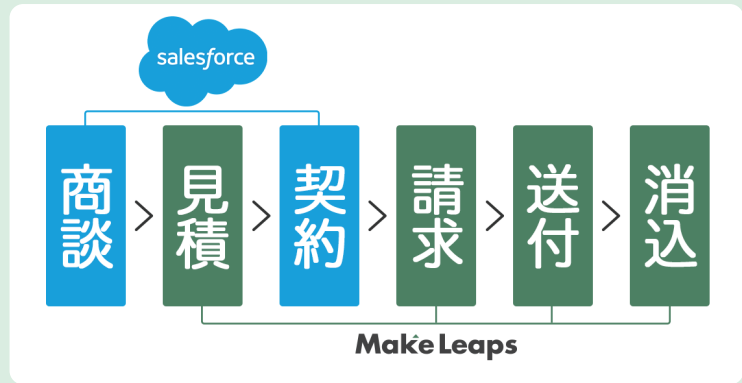 salesforce
商談
見積
契約
請求
送付
消込
MakeLeaps